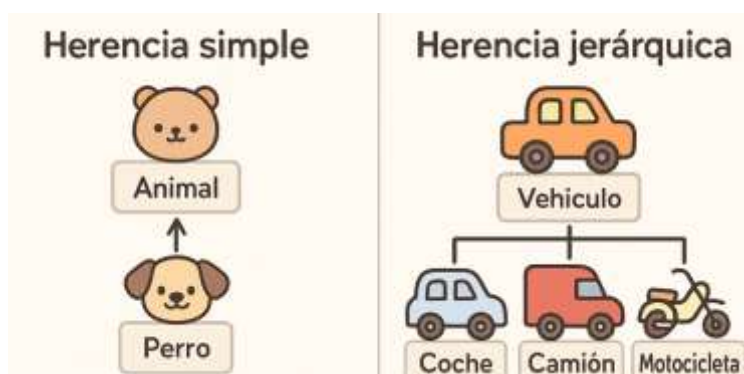 Herencia simple
Animal
Perro
Herencia jerárquica
Vehiculo
Coche
Camión
Motocicleta